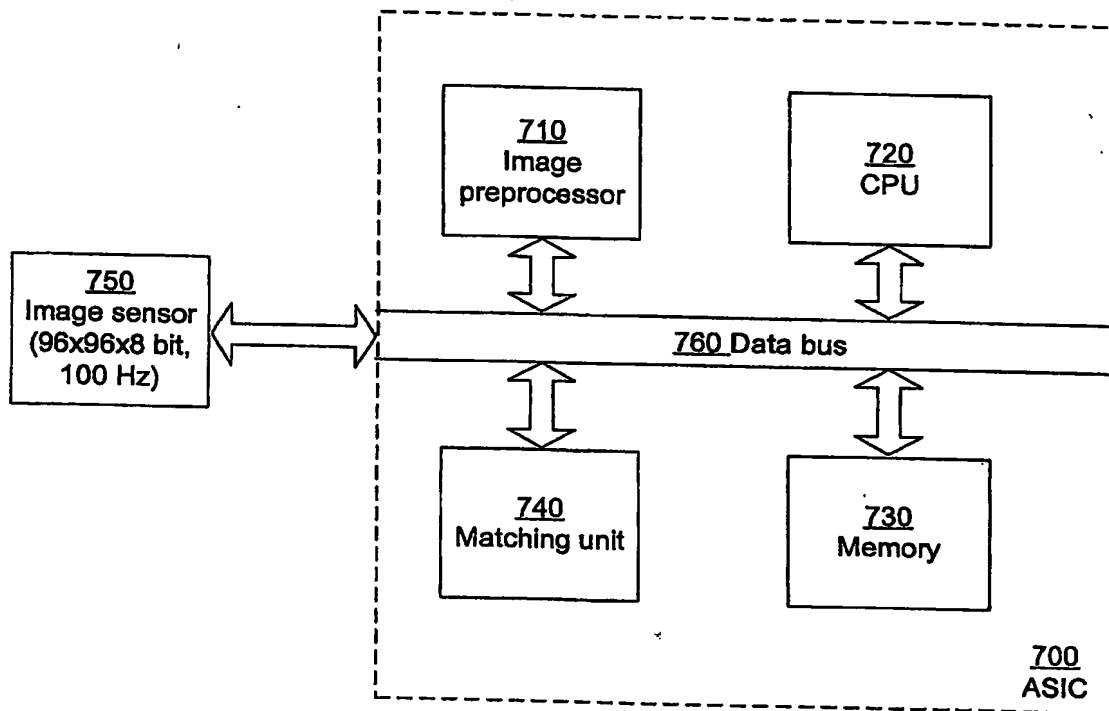 710
Image
preprocessor
720
CPU
750
Image sensor
(96x96x8 bit,
100 Hz)
760 Data bus
740
Matching unit
730
Memory
700
ASIC